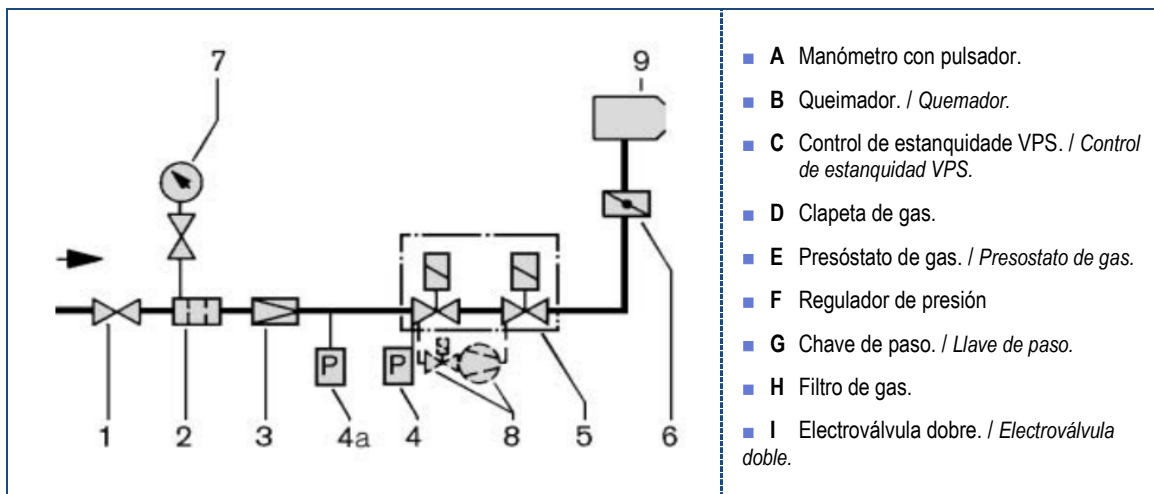 7
9
P
P
1
2
3
4a
4
8
5
6
A Manómetro con pulsador.
B Queimador. / Quemador.
C Control de estanquidade VPS. / Control
de estanquidad VPS.
D Clapeta de gas.
E Presóstato de gas. / Presostato de gas.
F Regulador de presión
G Chave de paso. / Llave de paso.
H Filtro de gas.
I Electroválvula dobre. / Electroválvula
doble.